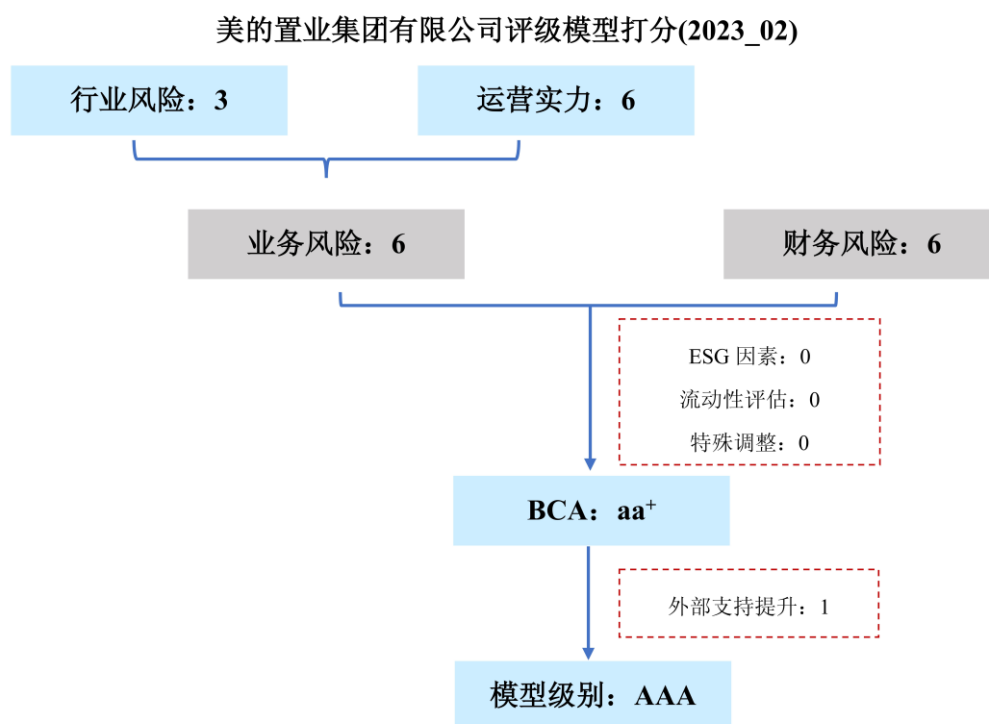 美的置业集团有限公司评级模型打分(2023_02)
行业风险：3
运营实力：6
业务风险：6
财务风险：6
ESG 因素：0
流动性评估：0
特殊调整：0
BCA：aa⁺
外部支持提升：1
模型级别：AAA